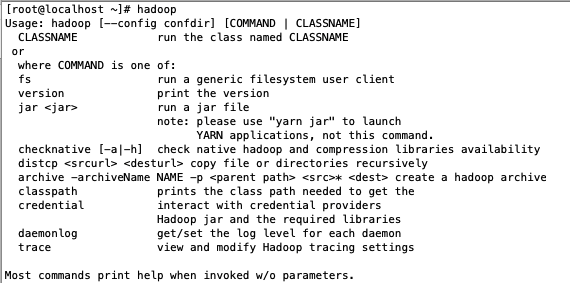 [root@localhost ~]# hadoop
Usage: hadoop [--config confdir] [COMMAND | CLASSNAME]
  CLASSNAME            run the class named CLASSNAME
 or
  where COMMAND is one of:
  fs                   run a generic filesystem user client
  version              print the version
  jar <jar>            run a jar file
                       note: please use "yarn jar" to launch
                             YARN applications, not this command.
  checknative [-a|-h]  check native hadoop and compression libraries availability
  distcp <srcurl> <desturl> copy file or directories recursively
  archive -archiveName NAME -p <parent path> <src>* <dest> create a hadoop archive
  classpath            prints the class path needed to get the
  credential           interact with credential providers
                       Hadoop jar and the required libraries
  daemonlog            get/set the log level for each daemon
  trace                view and modify Hadoop tracing settings

Most commands print help when invoked w/o parameters.